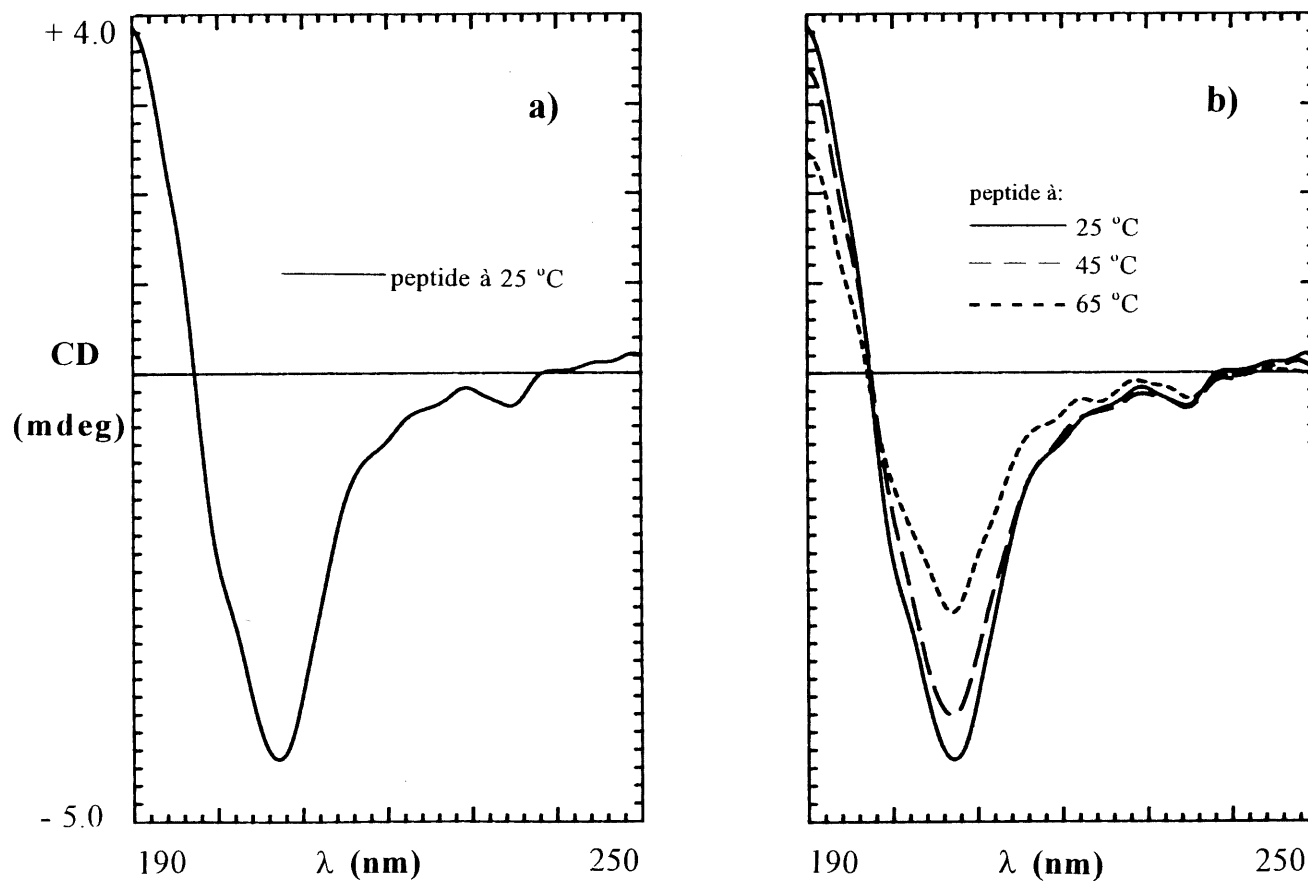 + 4.0
a)
peptide à 25 °C
CD
(mdeg)
- 5.0
190 λ (nm) 250
b)
peptide à:
25 °C
45 °C
65 °C
190 λ (nm) 250